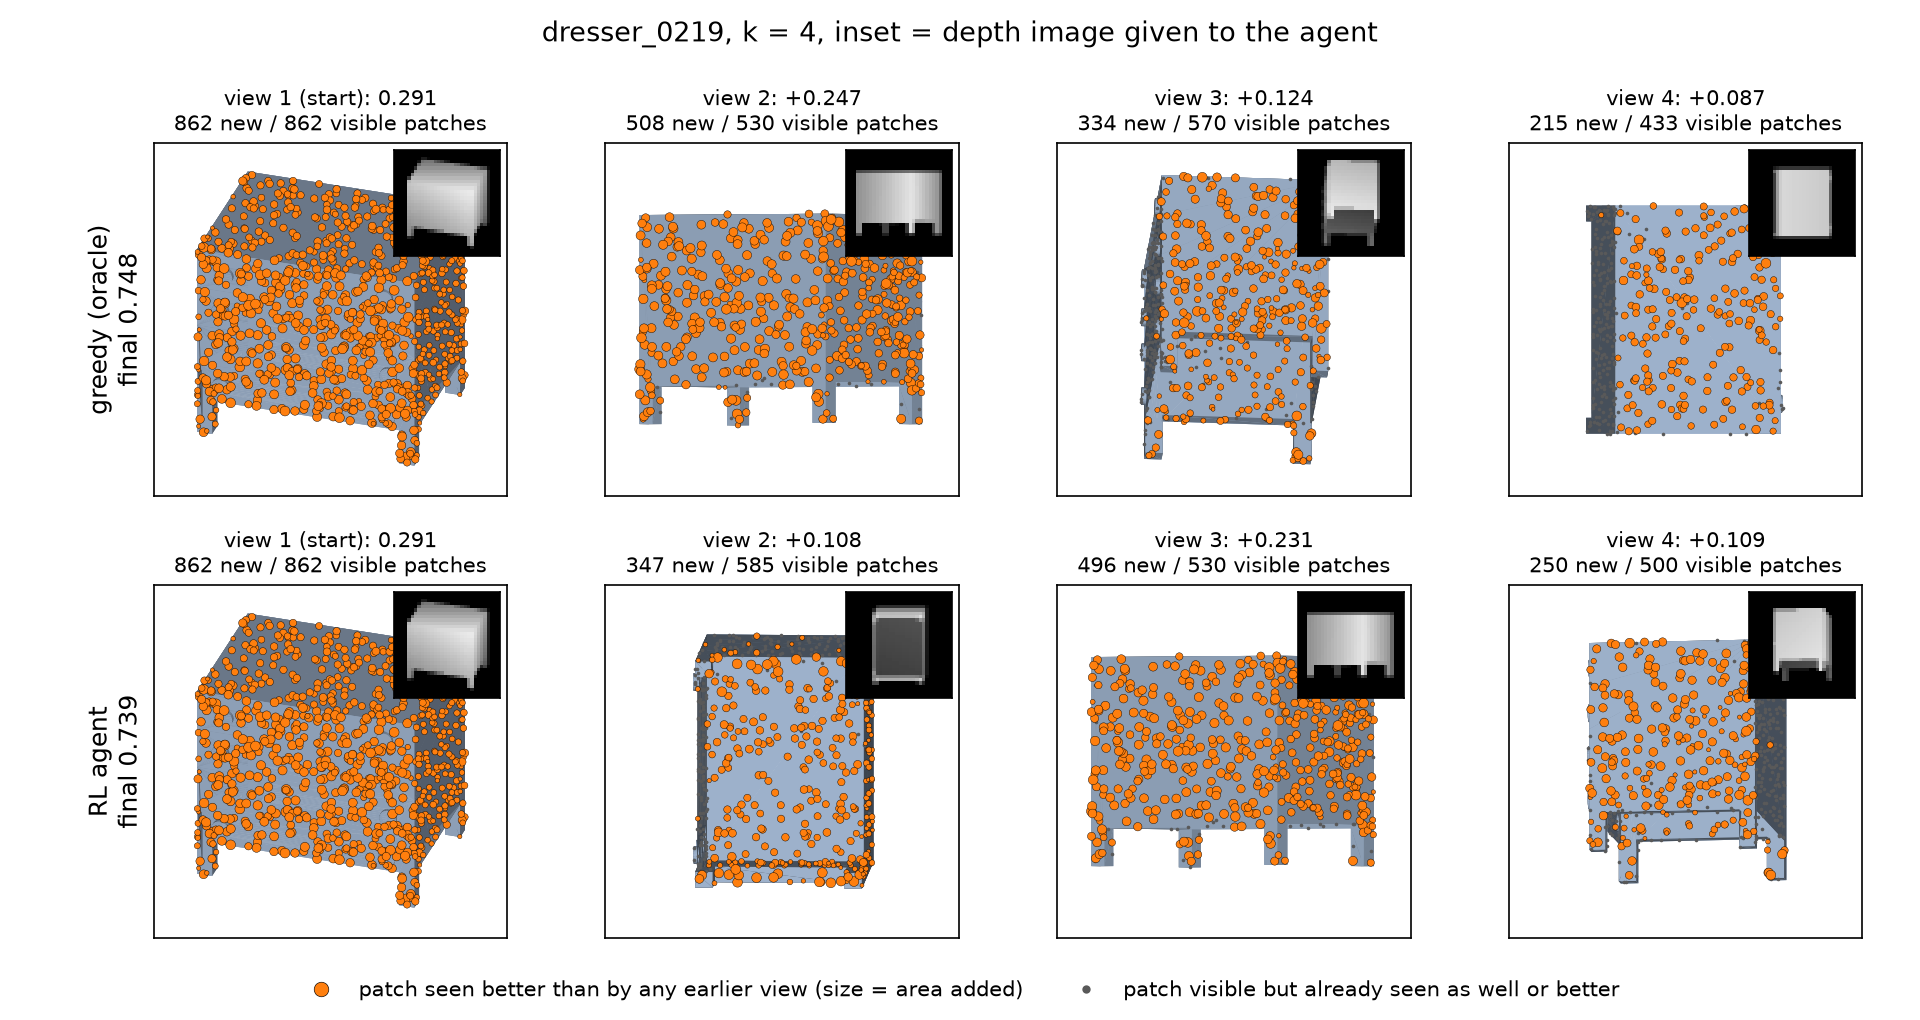 dresser_0219, k = 4, inset = depth image given to the agent
view 1 (start): 0.291
862 new / 862 visible patches
view 2: +0.247
508 new / 530 visible patches
view 3: +0.124
334 new / 570 visible patches
view 4: +0.087
215 new / 433 visible patches
greedy (oracle)
final 0.748
view 1 (start): 0.291
862 new / 862 visible patches
view 2: +0.108
347 new / 585 visible patches
view 3: +0.231
496 new / 530 visible patches
view 4: +0.109
250 new / 500 visible patches
RL agent
final 0.739
patch seen better than by any earlier view (size = area added)
patch visible but already seen as well or better